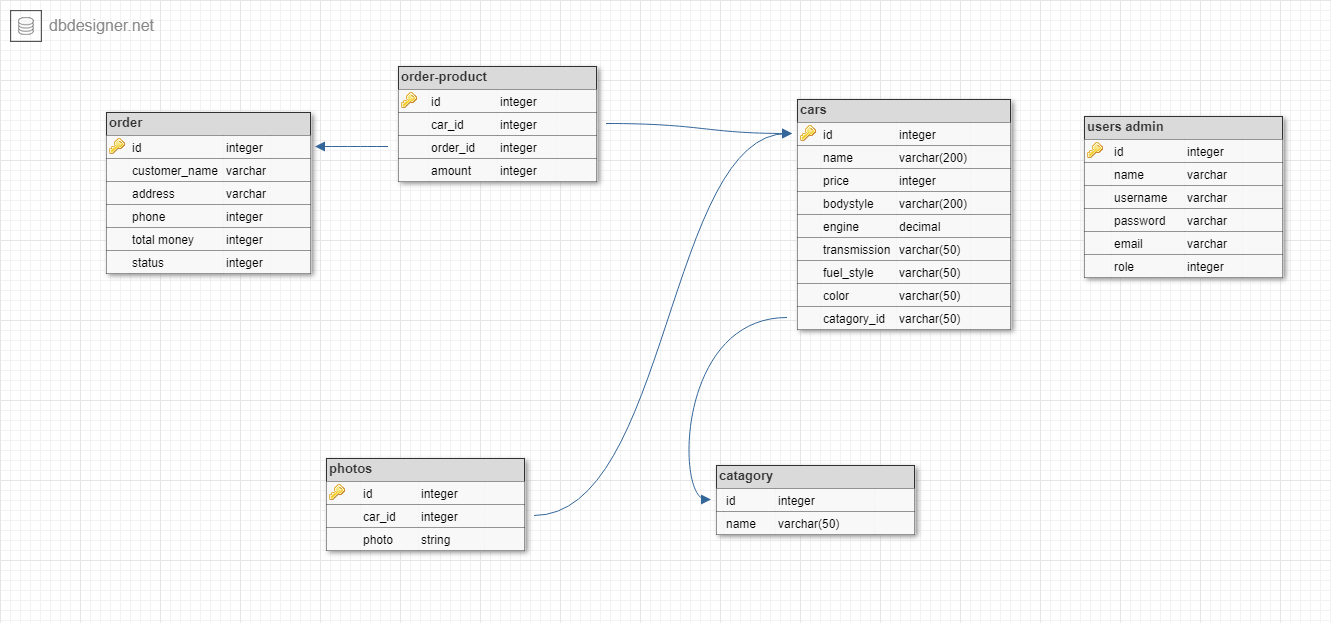 dbdesigner.net
order-product
id integer
car_id integer
order_id integer
amount integer
order
id integer
customer_name varchar
address varchar
phone integer
total money integer
status integer
cars
id integer
name varchar(200)
price integer
bodystyle varchar(200)
engine decimal
transmission varchar(50)
fuel_style varchar(50)
color varchar(50)
catagory_id varchar(50)
users admin
id integer
name varchar
username varchar
password varchar
email varchar
role integer
photos
id integer
car_id integer
photo string
catagory
id integer
name varchar(50)